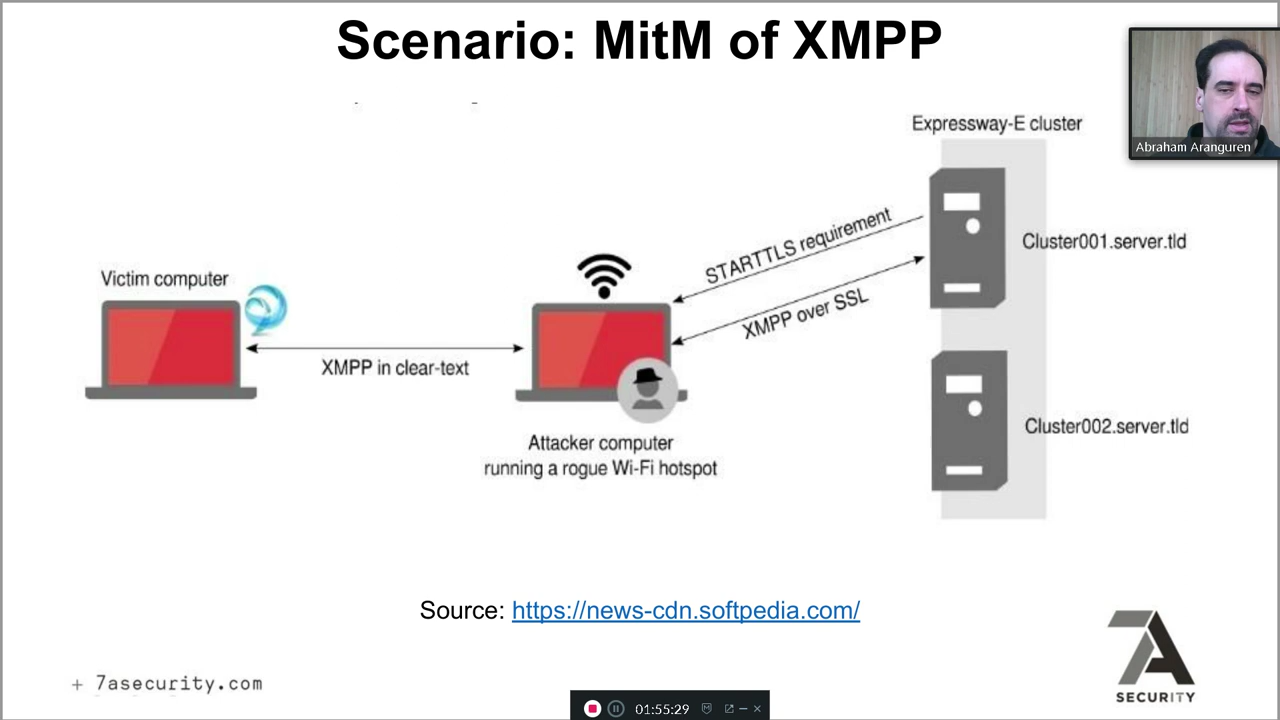 Scenario: MitM of XMPP
Abraham Aranguren
Expressway-E cluster
STARTTLS requirement
Cluster001.server.tld
Victim computer
XMPP over SSL
XMPP in clear-text
Cluster002.server.tld
Attacker computer
running a rogue Wi-Fi hotspot
Source: https://news-cdn.softpedia.com/
+ 7asecurity.com
7A
SECURITY
01:55:29